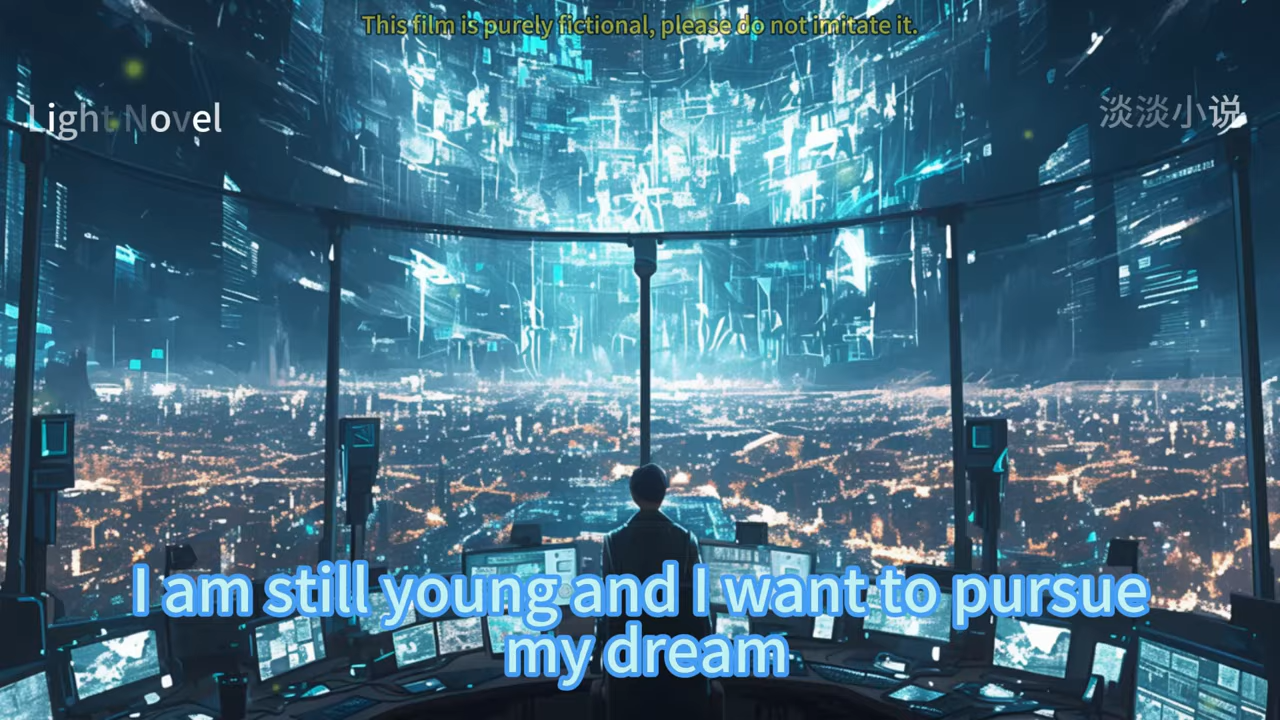 This film is purely fictional, please do not imitate it.
Light Novel
淡淡小说
I am still young and I want to pursue
my dream